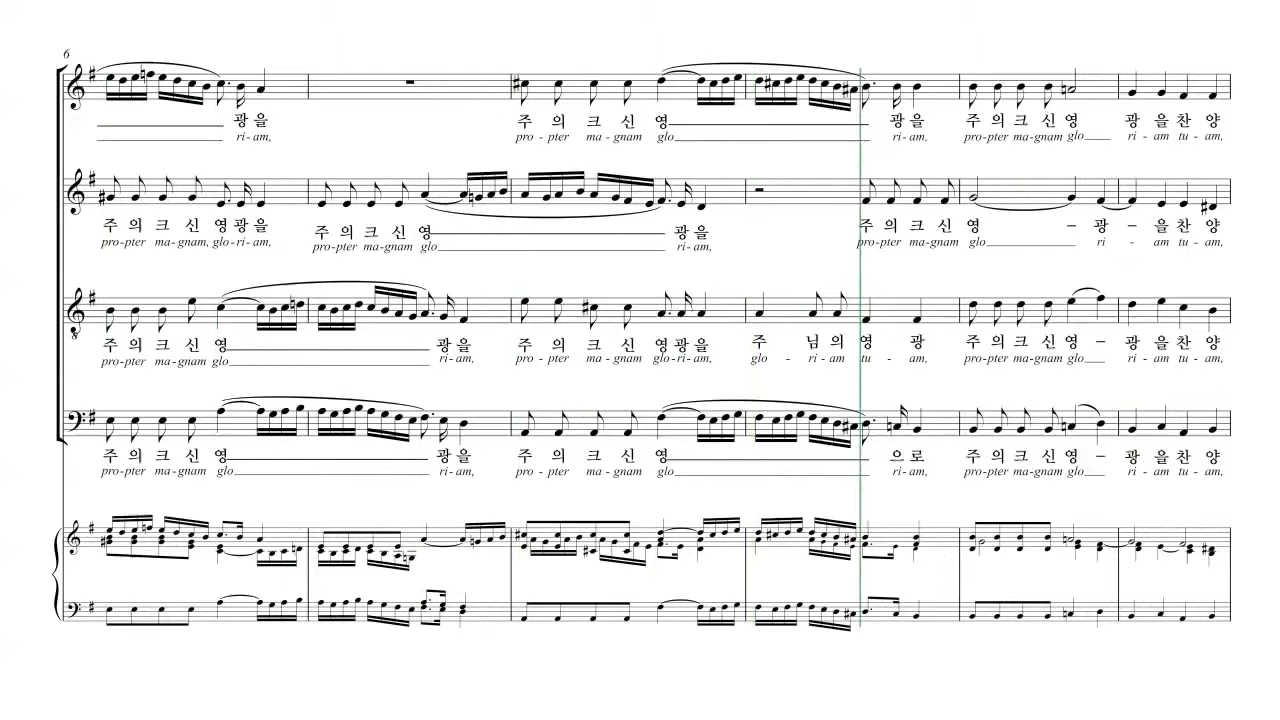 6
광을 주의크신영 광을 주의크신영 광을찬양
ri-am, pro-pter ma-gnam glo ri-am, pro-pter ma-gnam glo ri-am tu-am,
주의크신영광을 주의크신영 광을 주의크신영 - 광 - 을찬양
pro-pter ma-gnam, glo-ri-am, pro-pter ma-gnam glo ri-am, pro-pter ma-gnam glo ri - am tu-am,
주의크신영 광을 주의크신영광을 주 님의영 광 주의크신영 - 광을찬양
pro-pter ma-gnam glo ri-am, pro-pter ma-gnam glo-ri-am, glo - ri-am tu - am, pro-pter ma-gnam glo ri-am tu-am,
주의크신영 광을 주의크신영 으로 주의크신영 - 광을찬양
pro-pter ma-gnam glo ri-am, pro-pter ma-gnam glo ri-am, pro-pter ma-gnam glo ri-am tu-am,